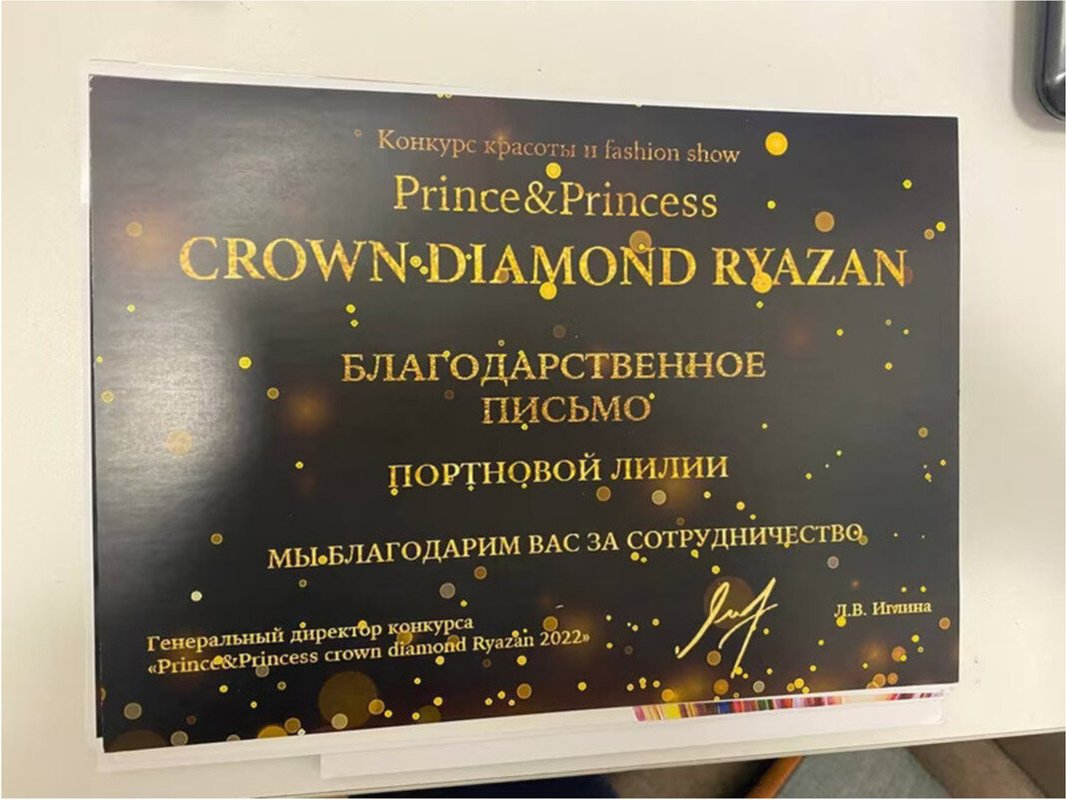 Конкурс красоты и fashion show
Prince&Princess
CROWN DIAMOND RYAZAN
БЛАГОДАРСТВЕННОЕ
ПИСЬМО
ПОРТНОВОЙ ЛИЛИИ
МЫ БЛАГОДАРИМ ВАС ЗА СОТРУДНИЧЕСТВО
Генеральный директор конкурса
«Prince&Princess crown diamond Ryazan 2022»
Л.В.